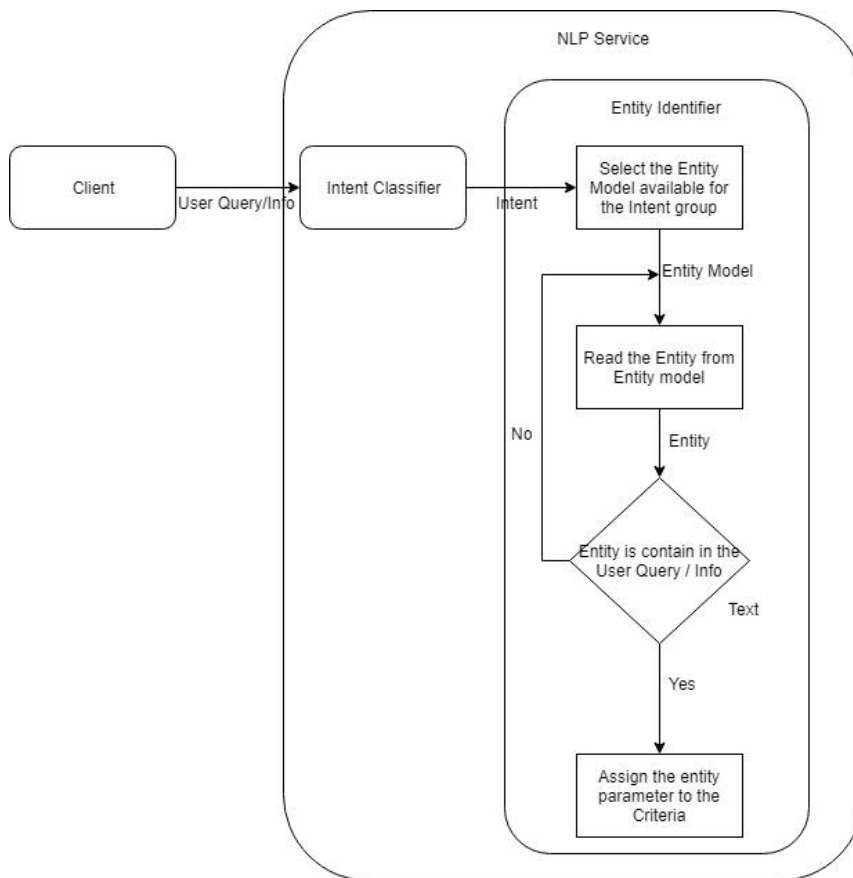 NLP Service
Entity Identifier
Client
User Query/Info
Intent Classifier
Intent
Select the Entity
Model available for
the Intent group
Entity Model
Read the Entity from
Entity model
No
Entity
Entity is contain in the
User Query / Info
Text
Yes
Assign the entity
parameter to the
Criteria